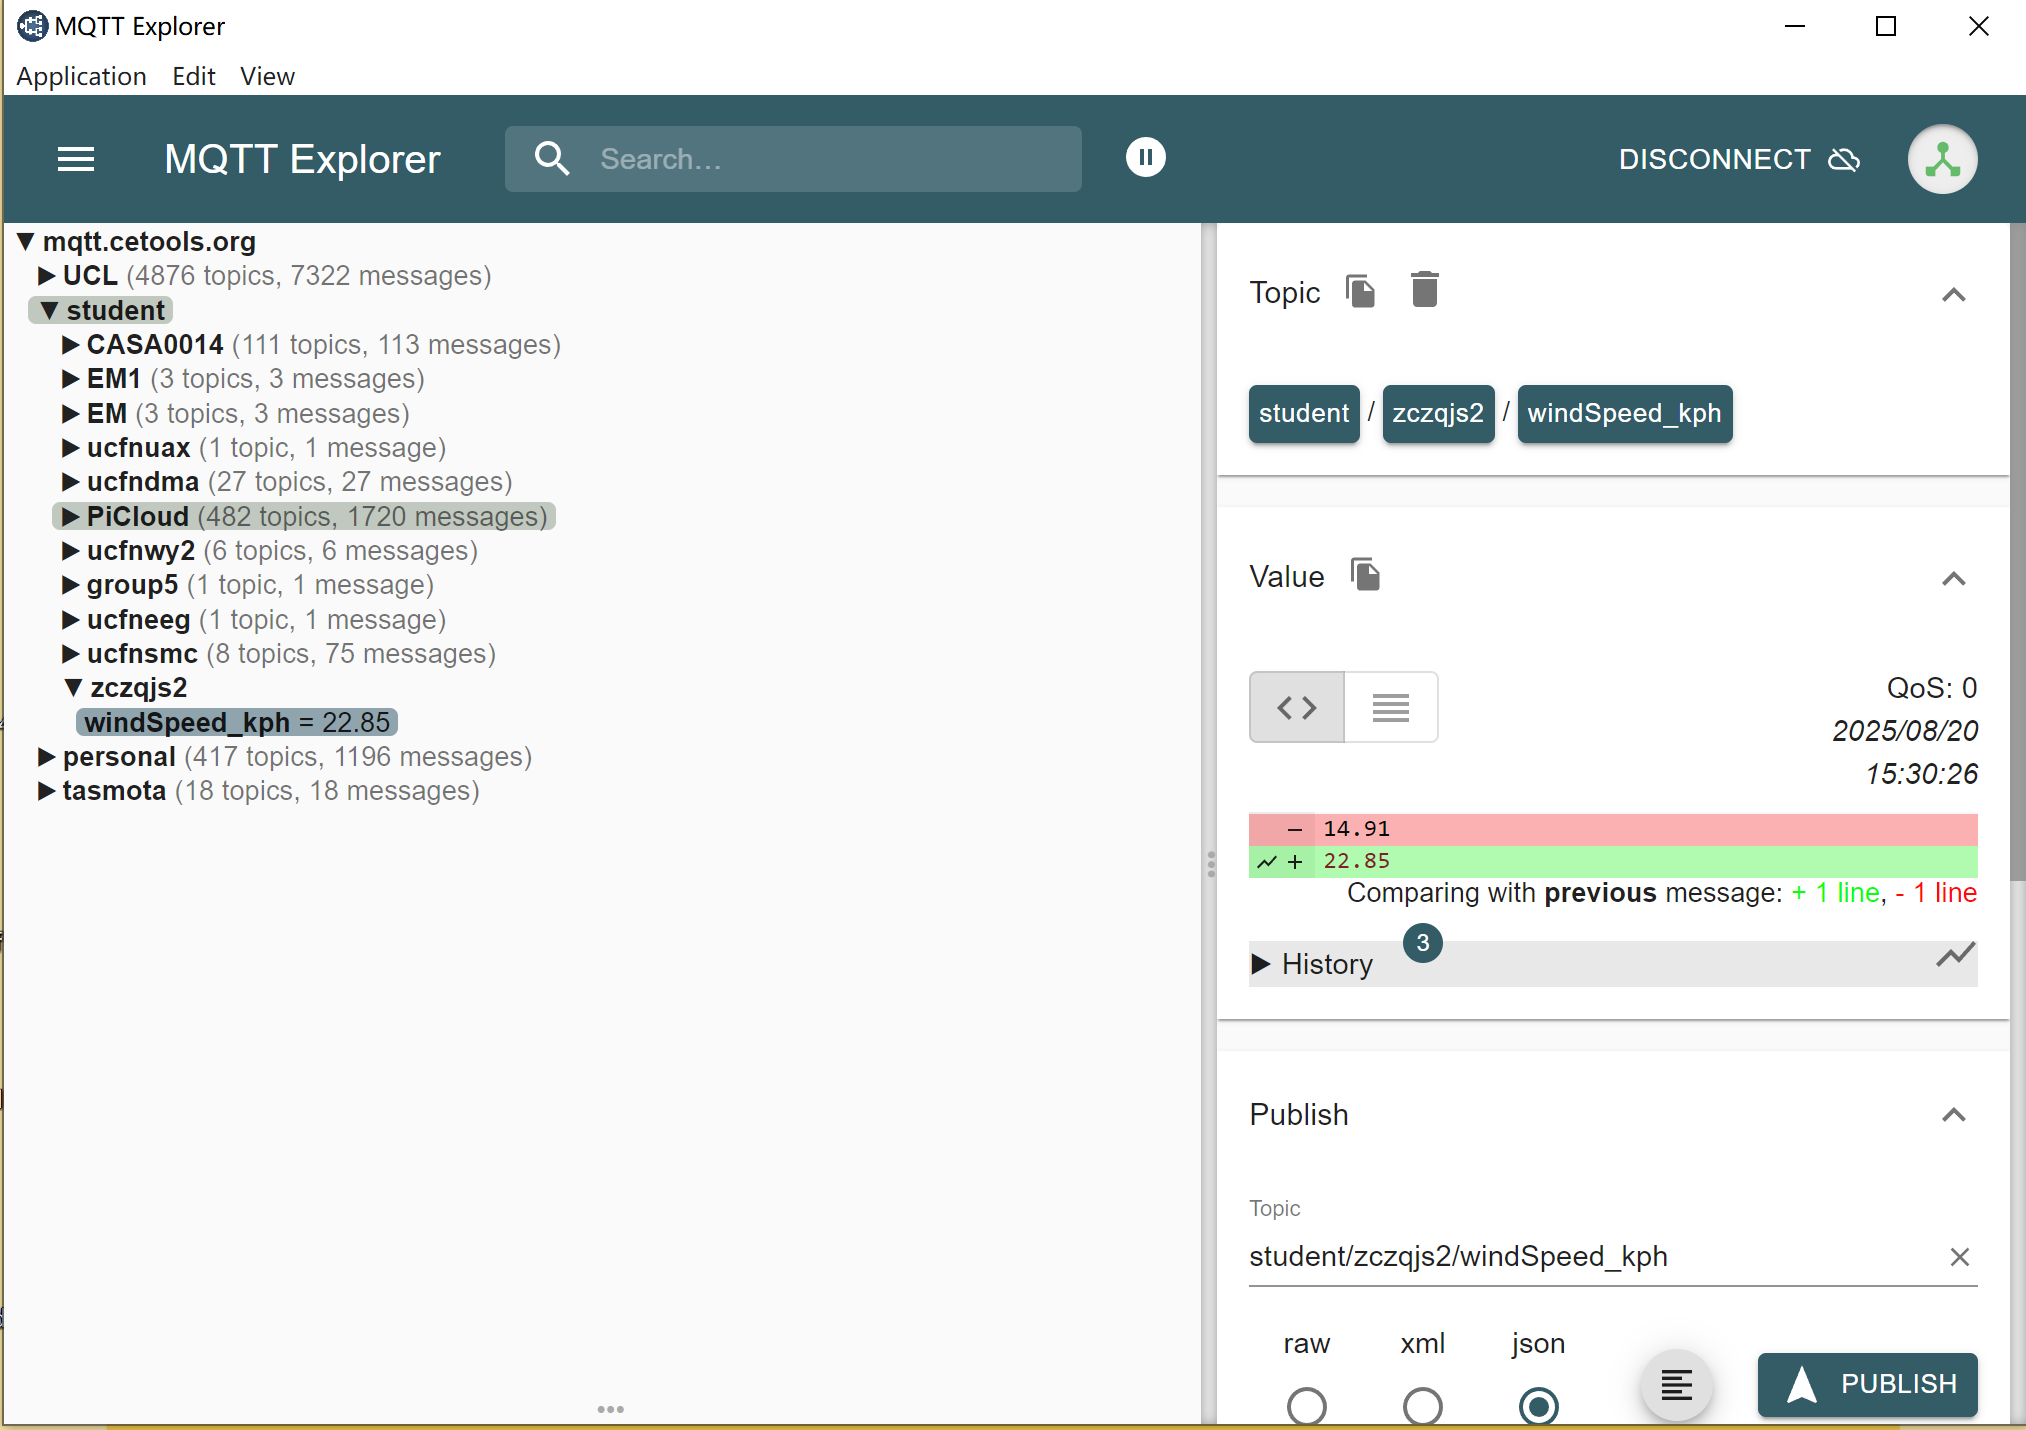 MQTT Explorer
Application Edit View
MQTT Explorer
Search...
DISCONNECT
mqtt.cetools.org
UCL (4876 topics, 7322 messages)
student
CASA0014 (111 topics, 113 messages)
EM1 (3 topics, 3 messages)
EM (3 topics, 3 messages)
ucfnuax (1 topic, 1 message)
ucfndma (27 topics, 27 messages)
PiCloud (482 topics, 1720 messages)
ucfnwy2 (6 topics, 6 messages)
group5 (1 topic, 1 message)
ucfneeg (1 topic, 1 message)
ucfnsmc (8 topics, 75 messages)
zczqjs2
windSpeed_kph = 22.85
personal (417 topics, 1196 messages)
tasmota (18 topics, 18 messages)
Topic
student / zczqjs2 / windSpeed_kph
Value
QoS: 0
2025/08/20
15:30:26
- 14.91
+ 22.85
Comparing with previous message: + 1 line, - 1 line
History 3
Publish
Topic
student/zczqjs2/windSpeed_kph
raw xml json
PUBLISH